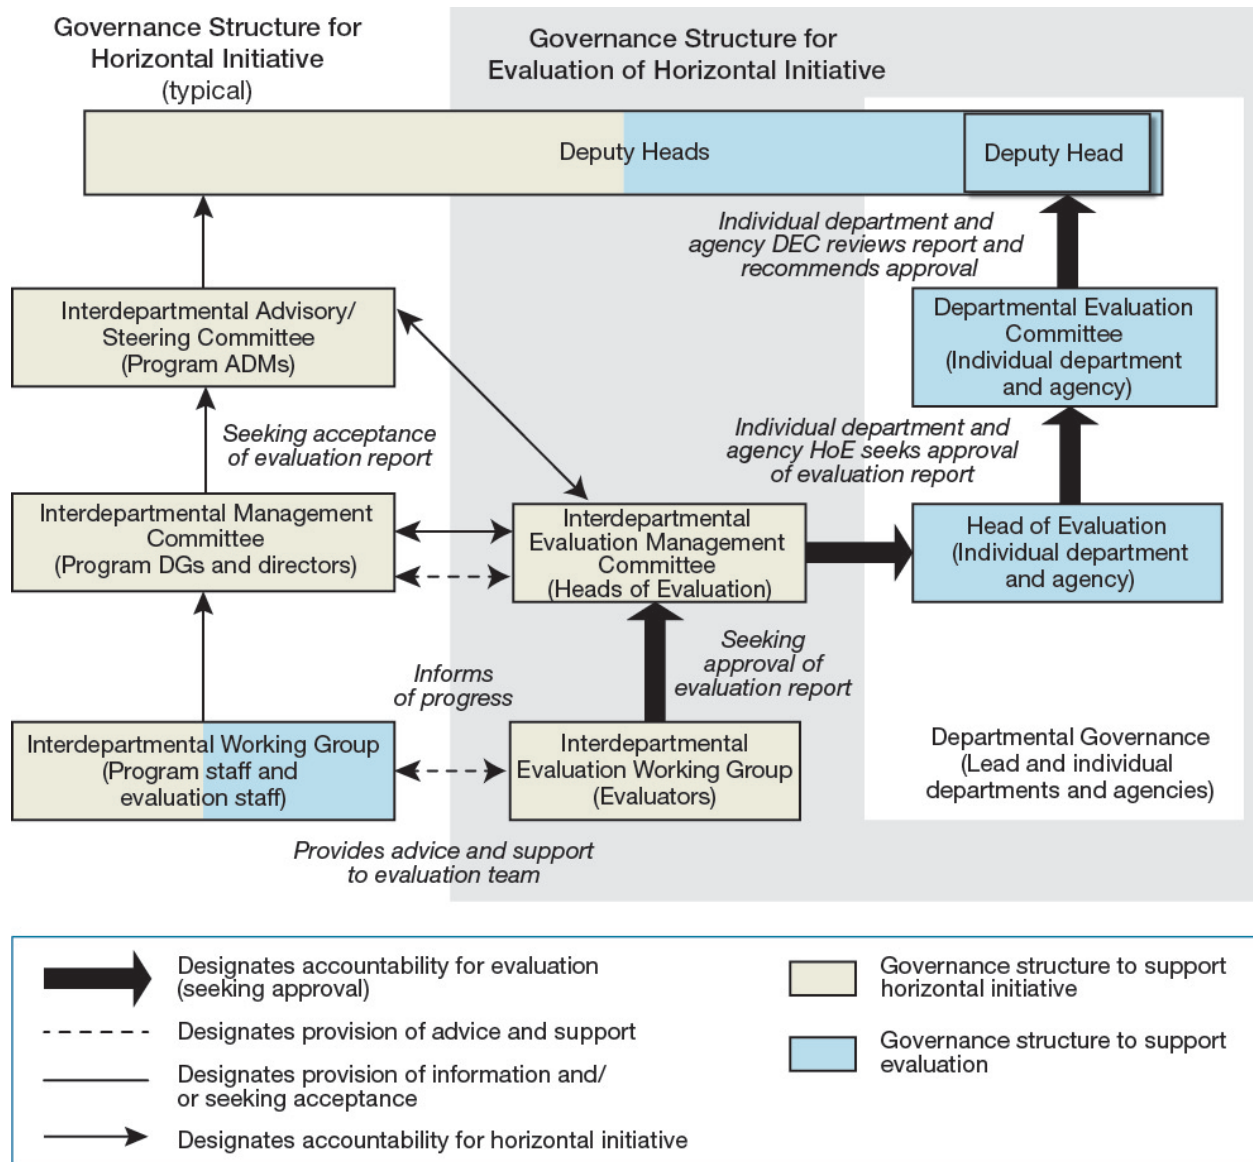 Governance Structure for
Horizontal Initiative
(typical)
Governance Structure for
Evaluation of Horizontal Initiative
Deputy Heads
Deputy Head
Individual department and
agency DEC reviews report and
recommends approval
Interdepartmental Advisory/
Steering Committee
(Program ADMs)
Departmental Evaluation
Committee
(Individual department
and agency)
Seeking acceptance
of evaluation report
Individual department and
agency HoE seeks approval
of evaluation report
Interdepartmental Management
Committee
(Program DGs and directors)
Interdepartmental
Evaluation Management
Committee
(Heads of Evaluation)
Head of Evaluation
(Individual department
and agency)
Informs
of progress
Seeking
approval of
evaluation report
Interdepartmental Working Group
(Program staff and
evaluation staff)
Interdepartmental
Evaluation Working Group
(Evaluators)
Departmental Governance
(Lead and individual
departments and agencies)
Provides advice and support
to evaluation team
Designates accountability for evaluation
(seeking approval)
Designates provision of advice and support
Designates provision of information and/
or seeking acceptance
Designates accountability for horizontal initiative
Governance structure to support
horizontal initiative
Governance structure to support
evaluation